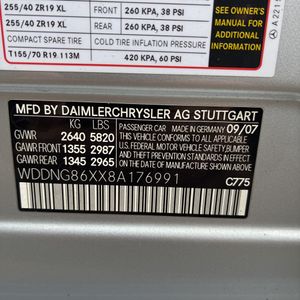 255/40 ZR19 XL FRONT 260 KPA, 38 PSI
255/40 ZR19 XL REAR 260 KPA, 38 PSI
COMPACT SPARE TIRE COLD TIRE INFLATION PRESSURE
T155/70 R19 113M 420 KPA, 60 PSI
SEE OWNER'S
MANUAL FOR
ADDITIONAL
INFORMATION
MFD BY DAIMLERCHRYSLER AG STUTTGART
KG LBS PASSENGER CAR 09/07
GVWR 2640 5820
GAWR FRONT 1355 2987
GAWR REAR 1345 2965
THIS VEHICLE CONFORMS TO ALL APPLICABLE
U.S. FEDERAL MOTOR VEHICLE SAFETY, BUMPER
AND THEFT PREVENTION STANDARDS IN EFFECT ON
THE DATE OF MANUFACTURE SHOWN ABOVE
WDDNG86XX8A176991
C775